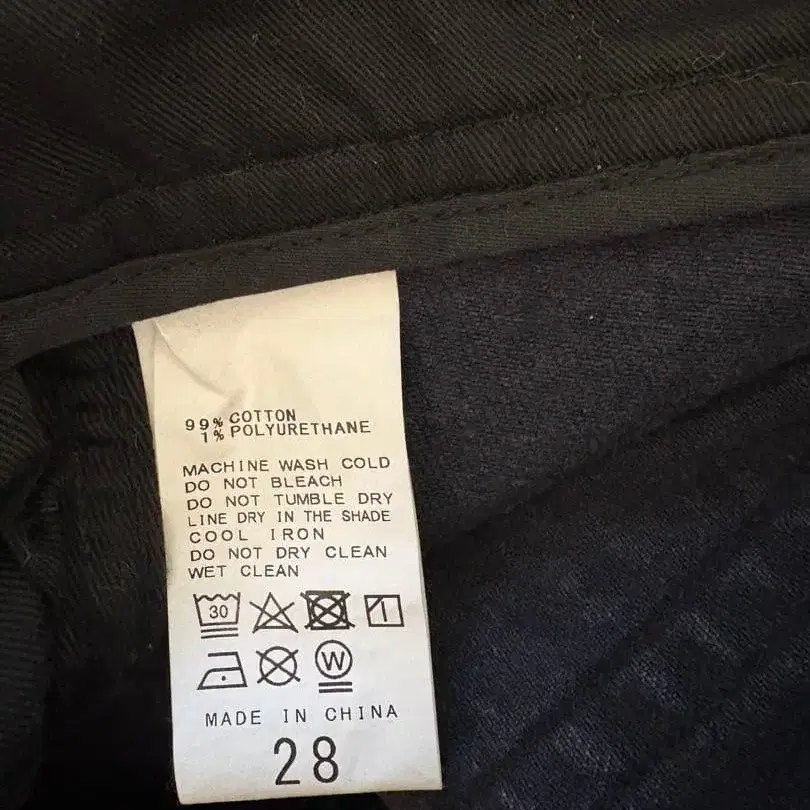 99% COTTON
1% POLYURETHANE
MACHINE WASH COLD
DO NOT BLEACH
DO NOT TUMBLE DRY
LINE DRY IN THE SHADE
COOL IRON
DO NOT DRY CLEAN
WET CLEAN
30
W
MADE IN CHINA
28